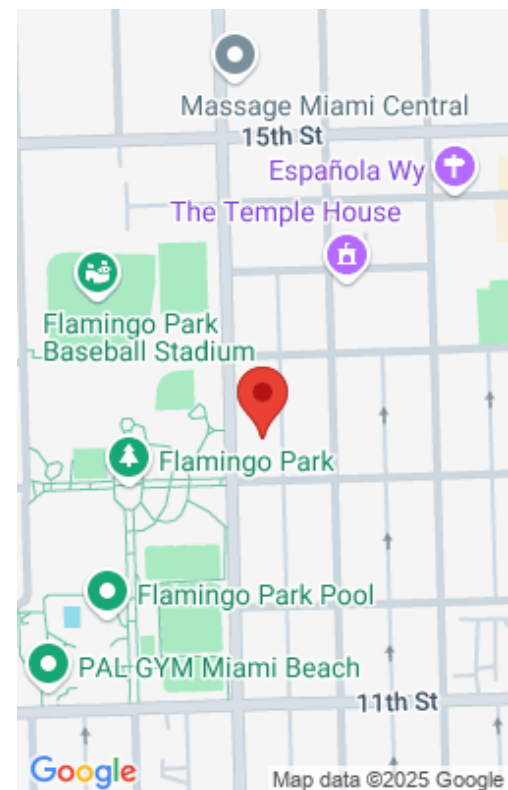 Massage Miami Central
15th St
Española Wy
The Temple House
Flamingo Park
Baseball Stadium
Flamingo Park
Flamingo Park Pool
PAL GYM Miami Beach
11th St
Google
Map data ©2025 Google